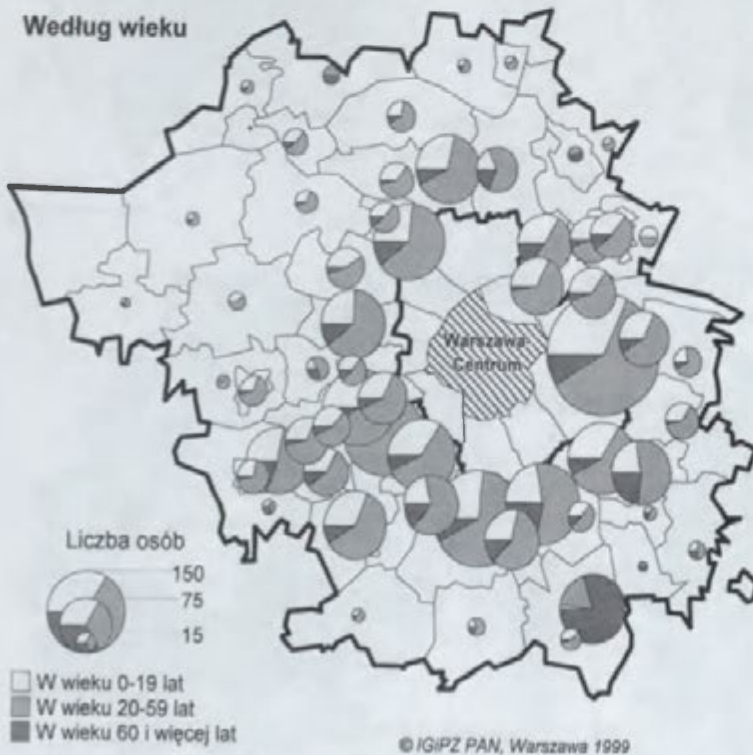 Według wieku
Warszawa-
Centrum
Liczba osób
150
75
15
W wieku 0-19 lat
W wieku 20-59 lat
W wieku 60 i więcej lat
© IGiPZ PAN, Warszawa 1999